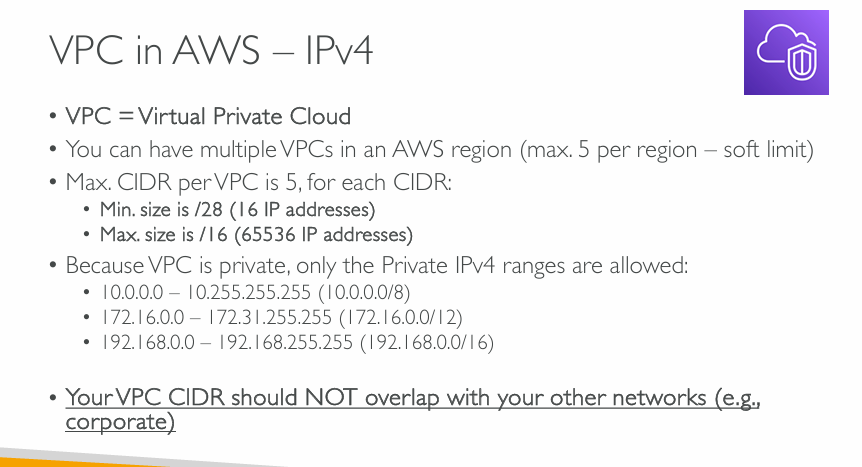 VPC in AWS – IPv4
• VPC = Virtual Private Cloud
• You can have multiple VPCs in an AWS region (max. 5 per region – soft limit)
• Max. CIDR per VPC is 5, for each CIDR:
• Min. size is /28 (16 IP addresses)
• Max. size is /16 (65536 IP addresses)
• Because VPC is private, only the Private IPv4 ranges are allowed:
• 10.0.0.0 – 10.255.255.255 (10.0.0.0/8)
• 172.16.0.0 – 172.31.255.255 (172.16.0.0/12)
• 192.168.0.0 – 192.168.255.255 (192.168.0.0/16)
• Your VPC CIDR should NOT overlap with your other networks (e.g.,
corporate)